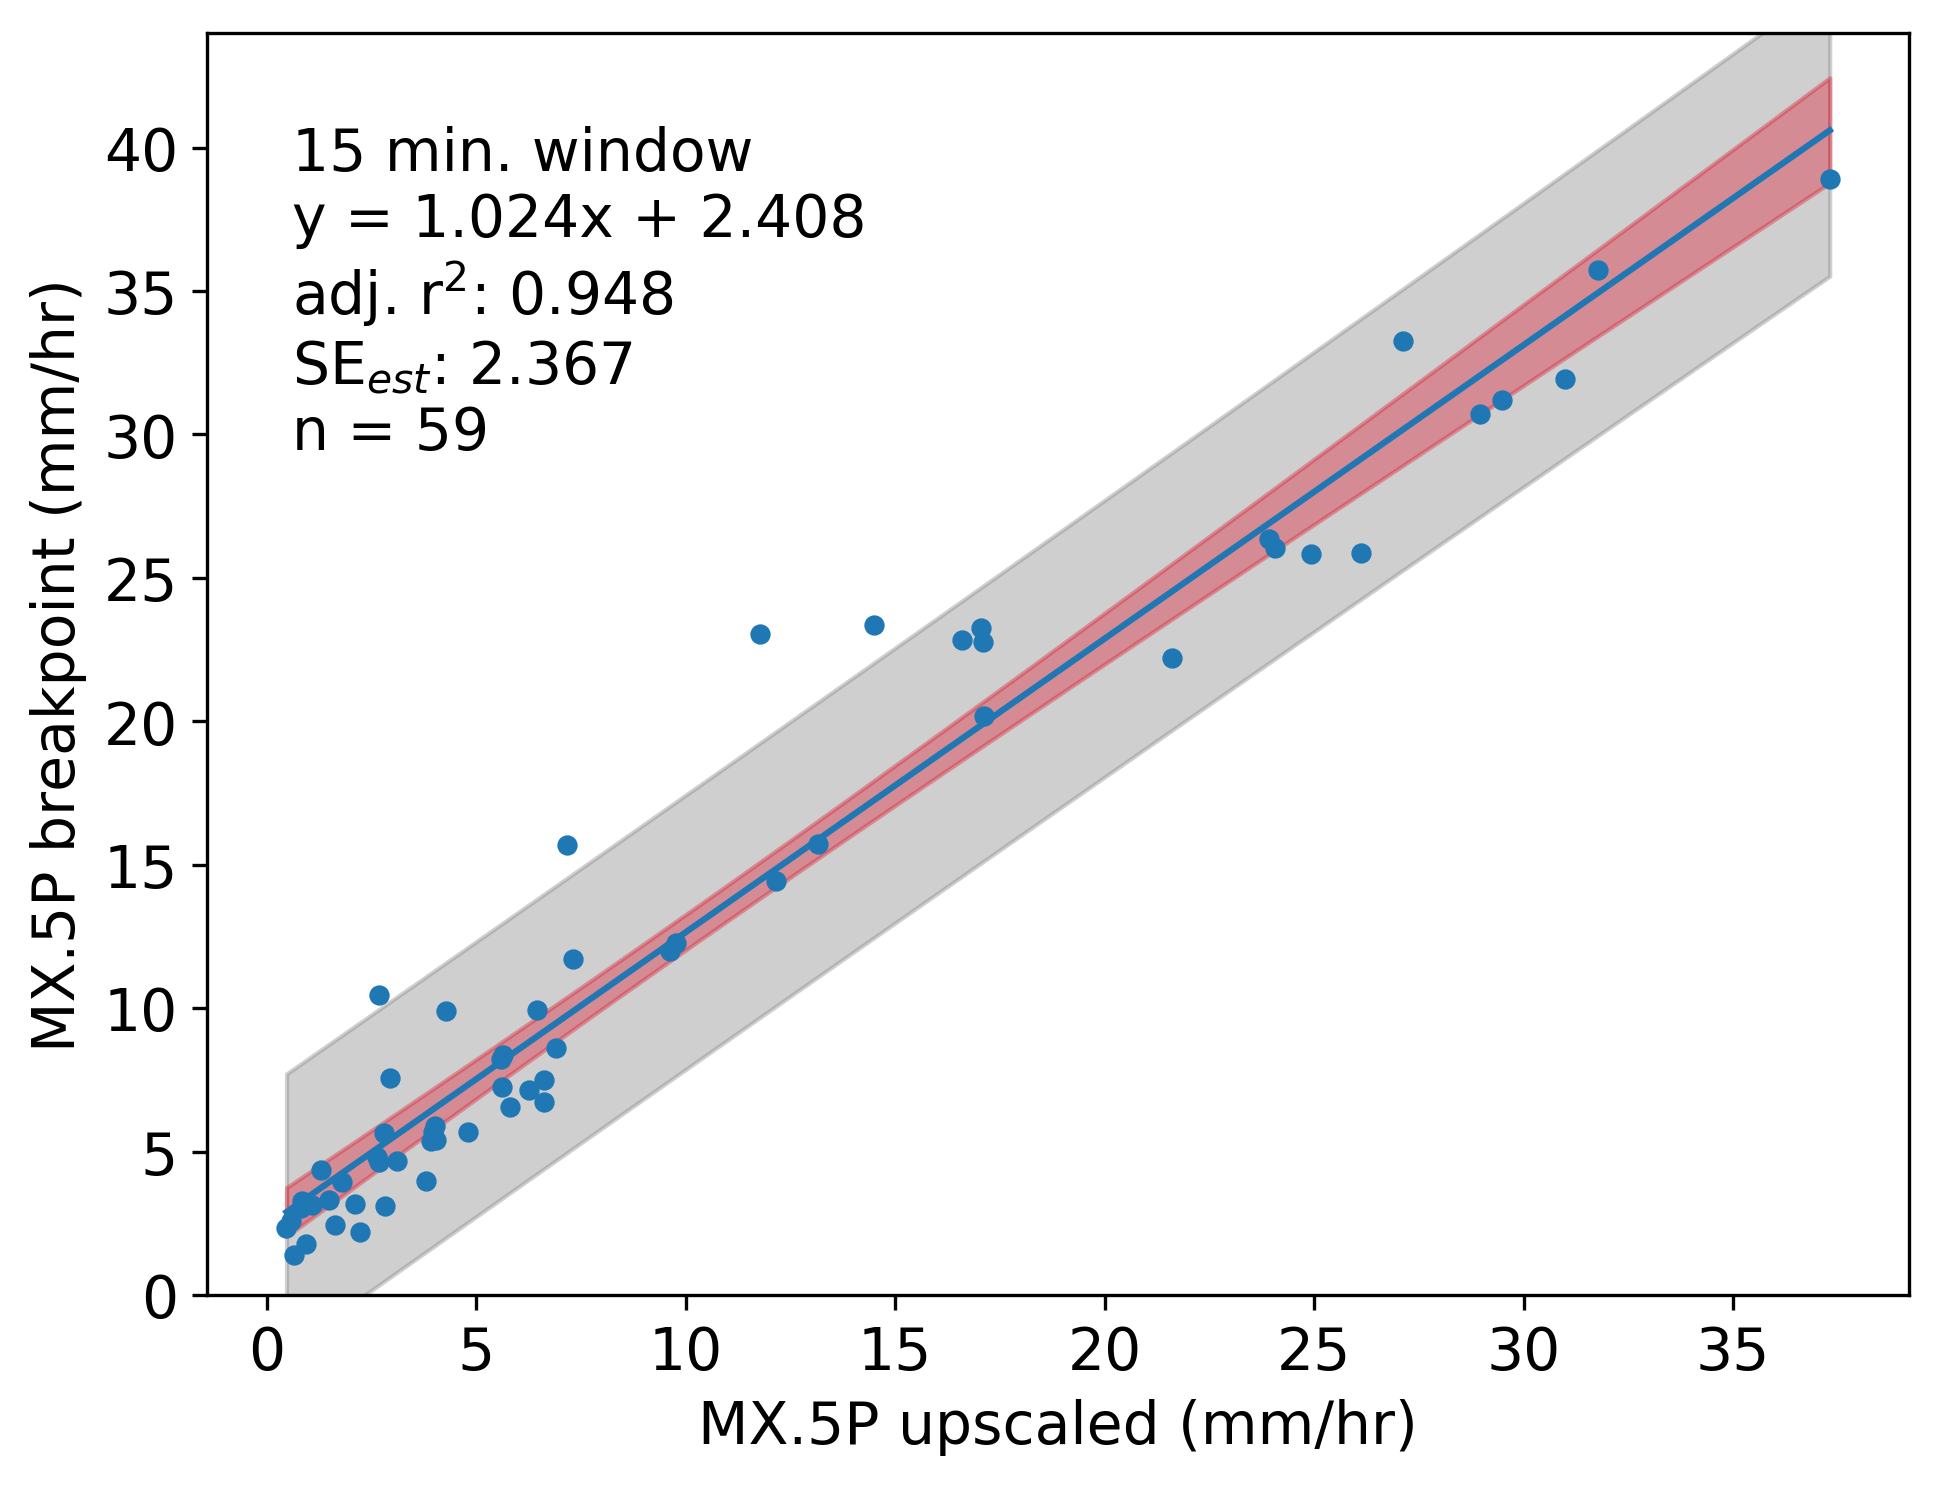 15 min. window
y = 1.024x + 2.408
adj. r²: 0.948
SEest: 2.367
n = 59
MX.5P breakpoint (mm/hr)
40
35
30
25
20
15
10
5
0
0 5 10 15 20 25 30 35
MX.5P upscaled (mm/hr)